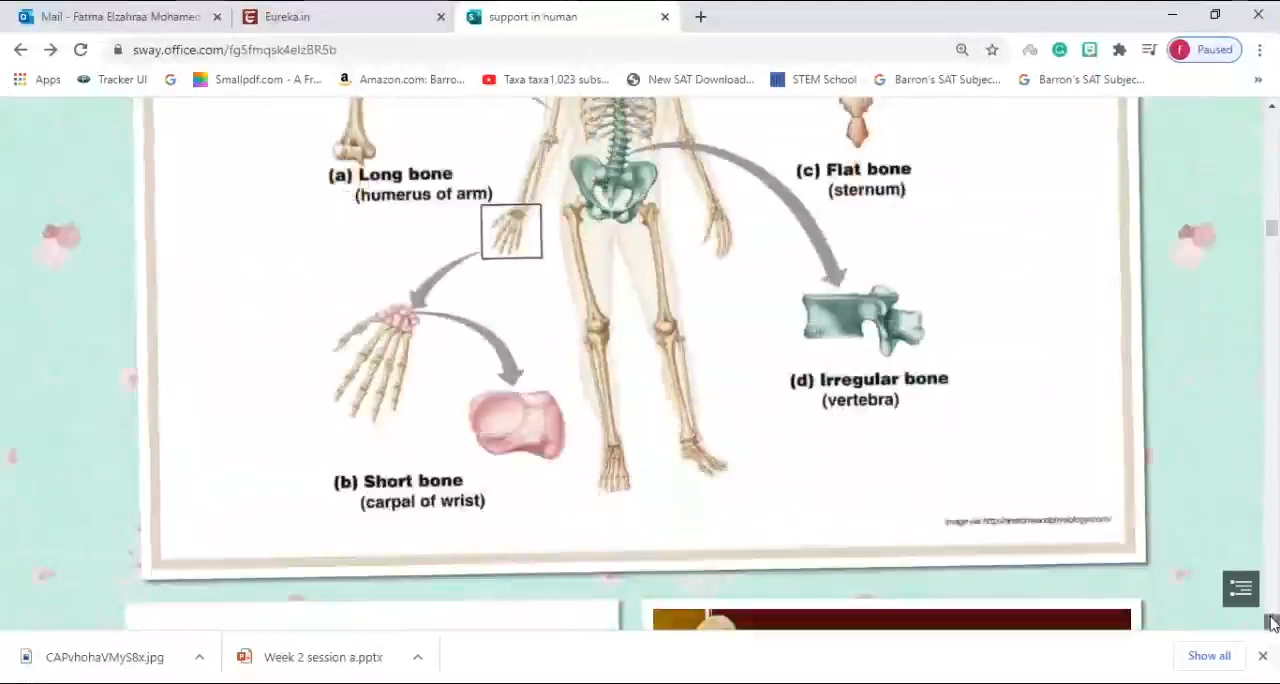 Mail - Fatma Elzahraa Mohamed
Eureka.in
support in human
sway.office.com/fg5fmqsk4elzBR5b
Paused
Apps
Tracker UI
Smallpdf.com - A Fr...
Amazon.com: Barro...
Taxa taxa1,023 subs...
New SAT Download...
STEM School
Barron's SAT Subjec...
Barron's SAT Subjec...
(a) Long bone
(humerus of arm)
(c) Flat bone
(sternum)
(d) Irregular bone
(vertebra)
(b) Short bone
(carpal of wrist)
CAPvhohaVMyS8x.jpg
Week 2 session a.pptx
Show all